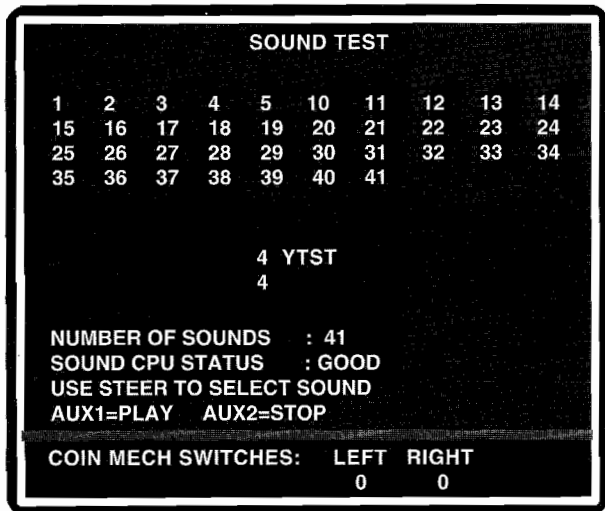 SOUND TEST
1 2 3 4 5 10 11 12 13 14
15 16 17 18 19 20 21 22 23 24
25 26 27 28 29 30 31 32 33 34
35 36 37 38 39 40 41
4 YTST
4
NUMBER OF SOUNDS : 41
SOUND CPU STATUS : GOOD
USE STEER TO SELECT SOUND
AUX1=PLAY AUX2=STOP
COIN MECH SWITCHES: LEFT RIGHT
0 0